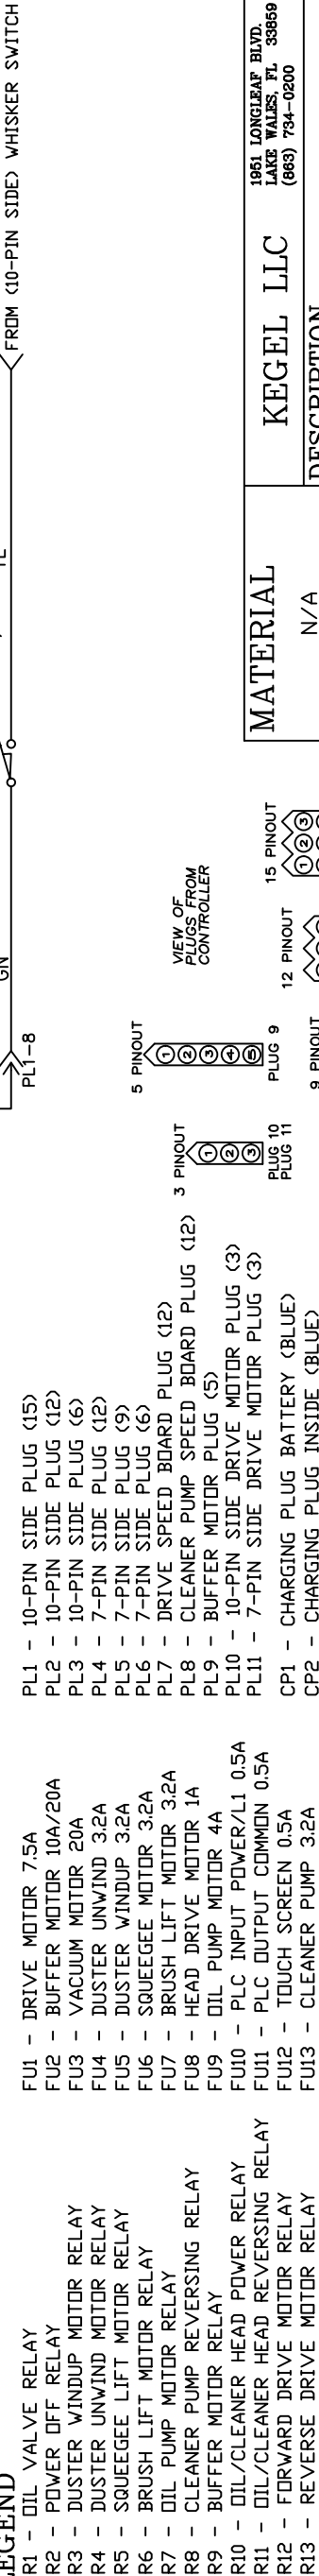 LEGEND
R1 - OIL VALVE RELAY
R2 - POWER OFF RELAY
R3 - DUSTER WINDUP MOTOR RELAY
R4 - DUSTER UNWIND MOTOR RELAY
R5 - SQUEEGEE LIFT MOTOR RELAY
R6 - BRUSH LIFT MOTOR RELAY
R7 - OIL PUMP MOTOR RELAY
R8 - CLEANER PUMP REVERSING RELAY
R9 - BUFFER MOTOR RELAY
R10 - OIL/CLEANER HEAD POWER RELAY
R11 - OIL/CLEANER HEAD REVERSING RELAY
R12 - FORWARD DRIVE MOTOR RELAY
R13 - REVERSE DRIVE MOTOR RELAY
FU1 - DRIVE MOTOR 7.5A
FU2 - BUFFER MOTOR 10A/20A
FU3 - VACUUM MOTOR 20A
FU4 - DUSTER UNWIND 3.2A
FU5 - DUSTER WINDUP 3.2A
FU6 - SQUEEGEE MOTOR 3.2A
FU7 - BRUSH LIFT MOTOR 3.2A
FU8 - HEAD DRIVE MOTOR 1A
FU9 - OIL PUMP MOTOR 4A
FU10 - PLC INPUT POWER/L1 0.5A
FU11 - PLC OUTPUT COMMON 0.5A
FU12 - TOUCH SCREEN 0.5A
FU13 - CLEANER PUMP 3.2A
PL1 - 10-PIN SIDE PLUG (15)
PL2 - 10-PIN SIDE PLUG (12)
PL3 - 10-PIN SIDE PLUG (6)
PL4 - 7-PIN SIDE PLUG (12)
PL5 - 7-PIN SIDE PLUG (9)
PL6 - 7-PIN SIDE PLUG (6)
PL7 - DRIVE SPEED BOARD PLUG (12)
PL8 - CLEANER PUMP SPEED BOARD PLUG (12)
PL9 - BUFFER MOTOR PLUG (5)
PL10 - 10-PIN SIDE DRIVE MOTOR PLUG (3)
PL11 - 7-PIN SIDE DRIVE MOTOR PLUG (3)
CP1 - CHARGING PLUG BATTERY (BLUE)
CP2 - CHARGING PLUG INSIDE (BLUE)
GN
PL1-8
FROM (10-PIN SIDE) WHISKER SWITCH
3 PINOUT
1
2
3
PLUG 10
PLUG 11
5 PINOUT
1
2
3
4
5
PLUG 9
VIEW OF
PLUGS FROM
CONTROLLER
9 PINOUT
12 PINOUT
15 PINOUT
1 2 3
MATERIAL
N/A
KEGEL LLC
1951 LONGLEAF BLVD.
LAKE WALES, FL 33859
(863) 734-0200
DESCRIPTION